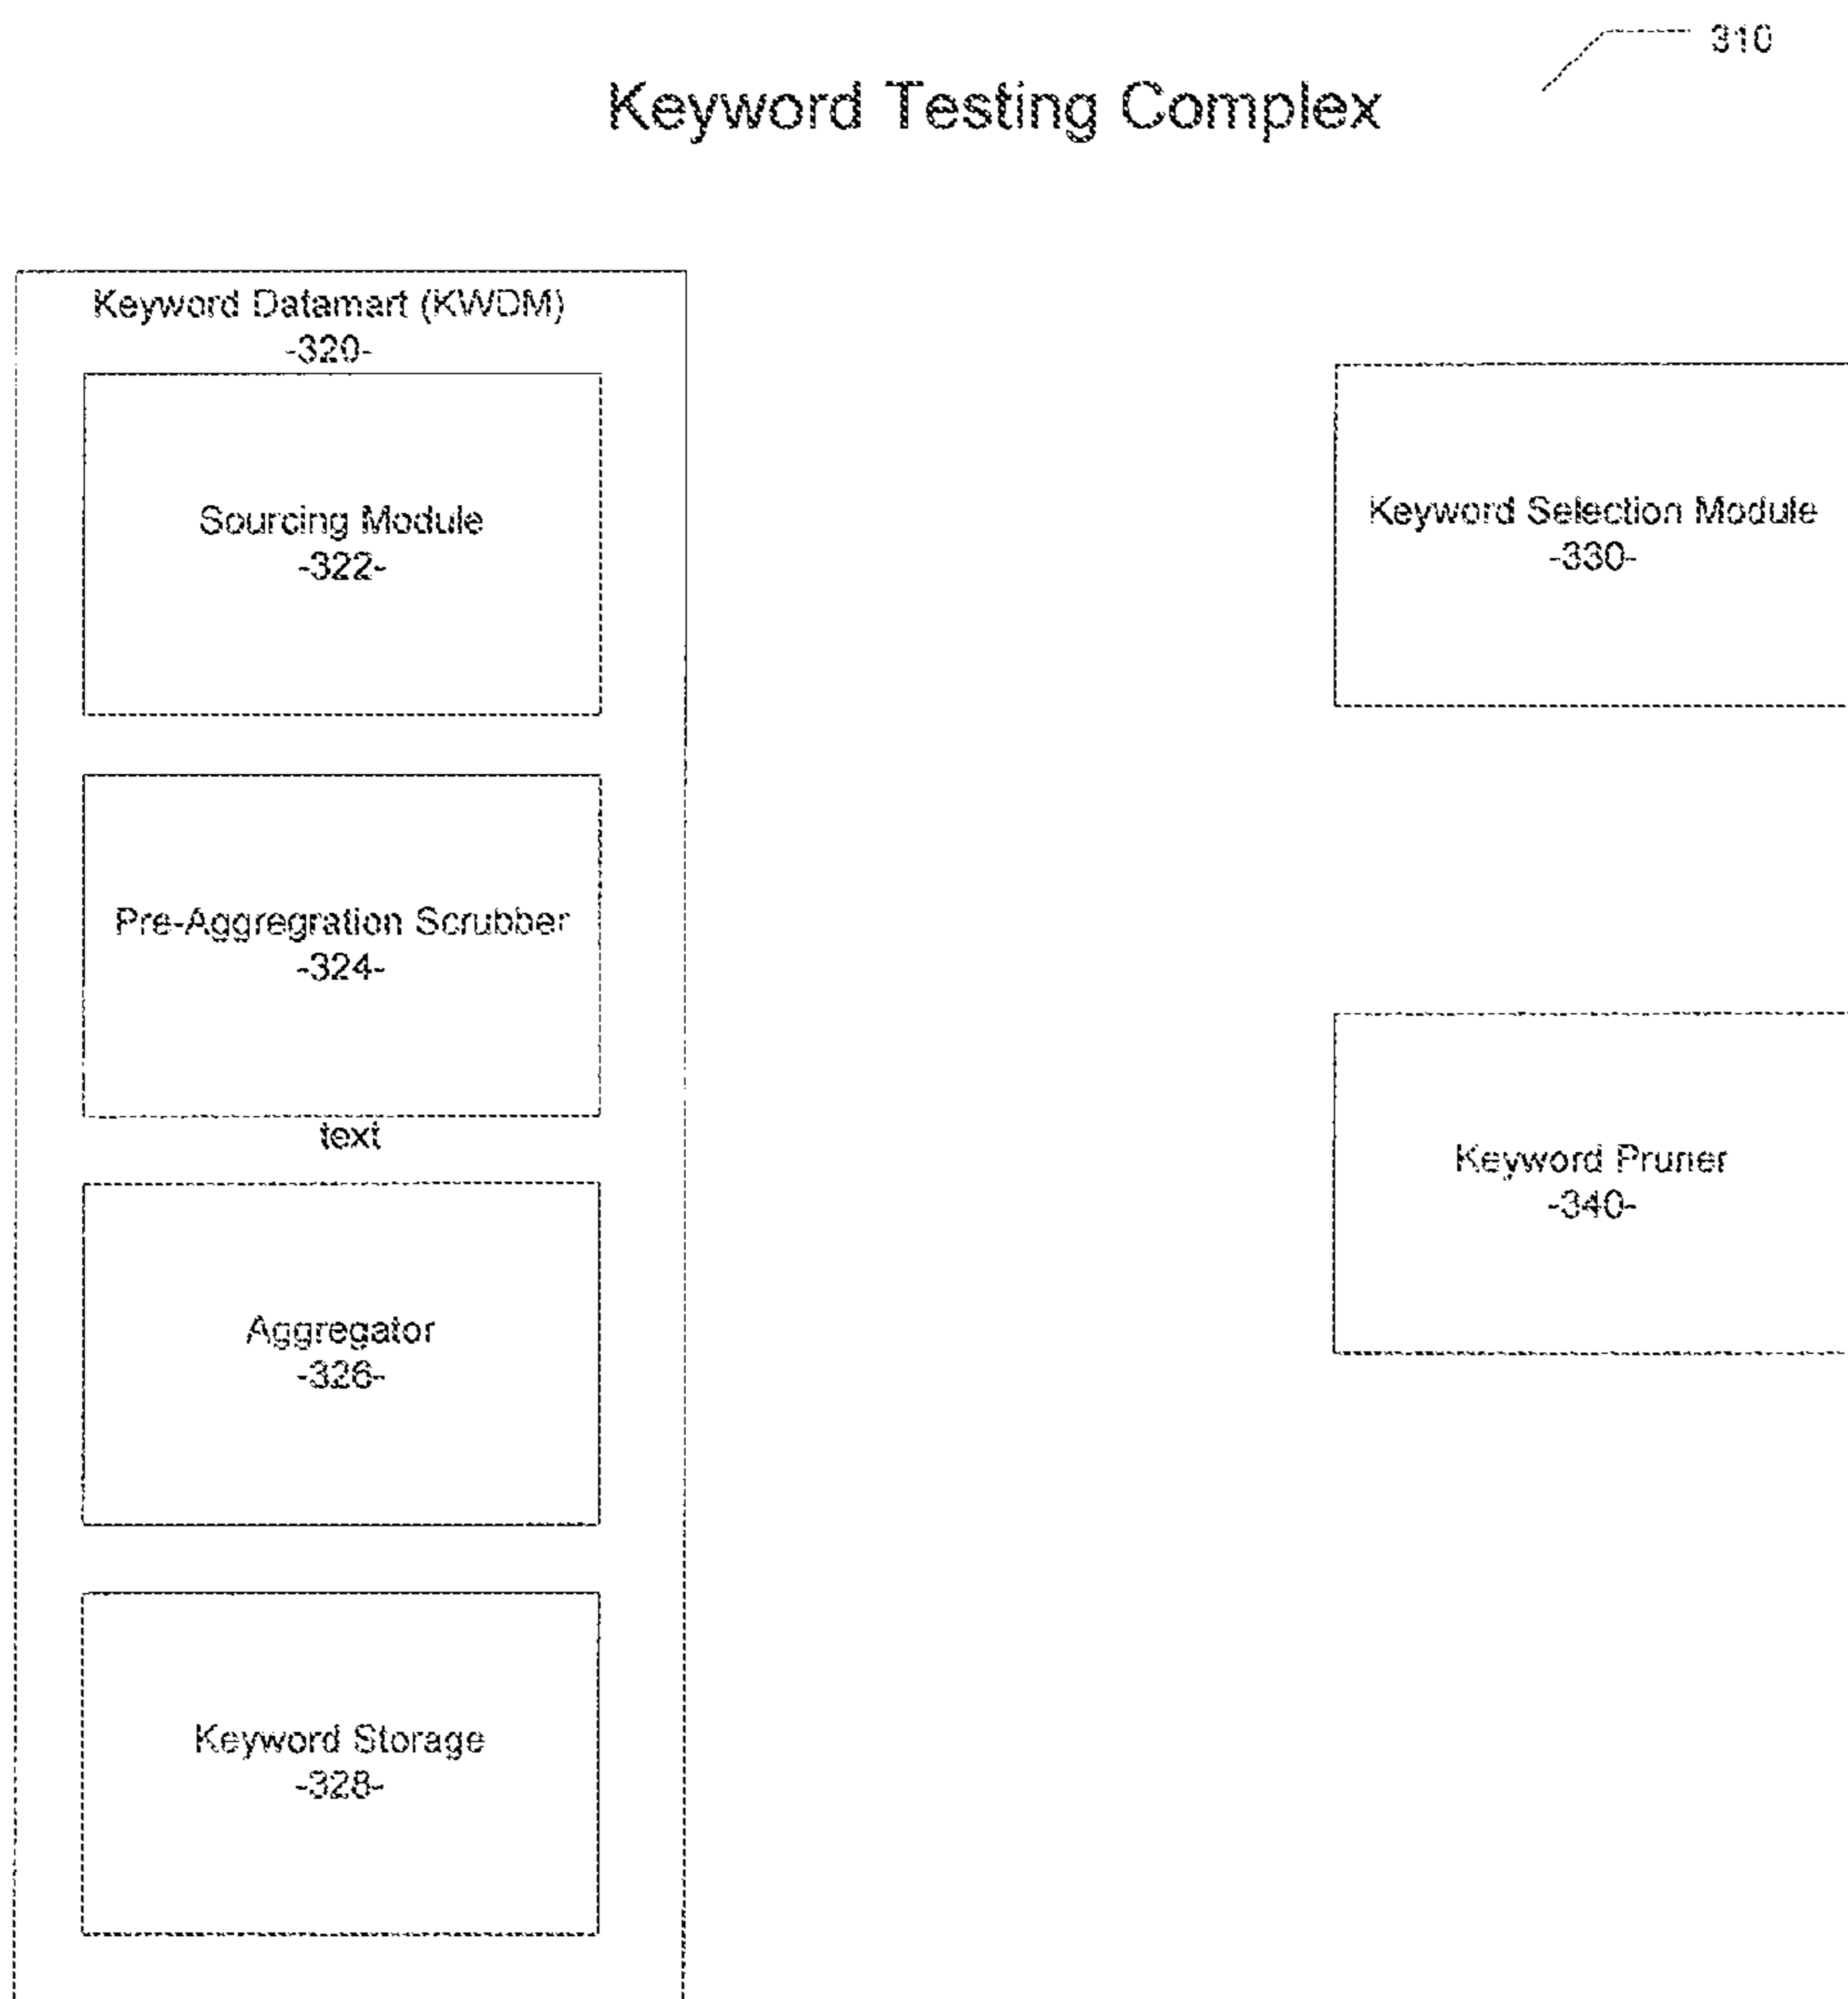 310
Keyword Testing Complex
Keyword Datamart (KWDM)
-320-
Sourcing Module
-322-
Pre-Aggregration Scrubber
-324-
text
Aggregator
-326-
Keyword Storage
-328-
Keyword Selection Module
-330-
Keyword Pruner
-340-